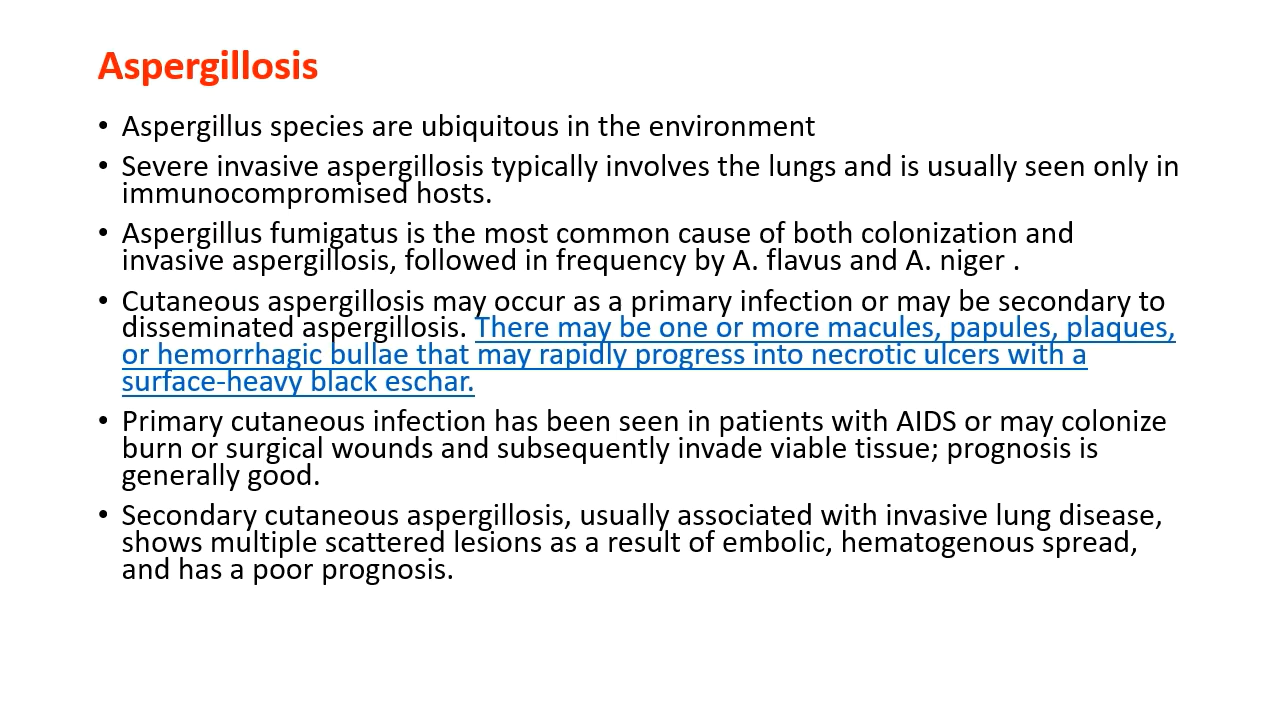 Aspergillosis
• Aspergillus species are ubiquitous in the environment
• Severe invasive aspergillosis typically involves the lungs and is usually seen only in
immunocompromised hosts.
• Aspergillus fumigatus is the most common cause of both colonization and
invasive aspergillosis, followed in frequency by A. flavus and A. niger .
• Cutaneous aspergillosis may occur as a primary infection or may be secondary to
disseminated aspergillosis. There may be one or more macules, papules, plaques,
or hemorrhagic bullae that may rapidly progress into necrotic ulcers with a
surface-heavy black eschar.
• Primary cutaneous infection has been seen in patients with AIDS or may colonize
burn or surgical wounds and subsequently invade viable tissue; prognosis is
generally good.
• Secondary cutaneous aspergillosis, usually associated with invasive lung disease,
shows multiple scattered lesions as a result of embolic, hematogenous spread,
and has a poor prognosis.